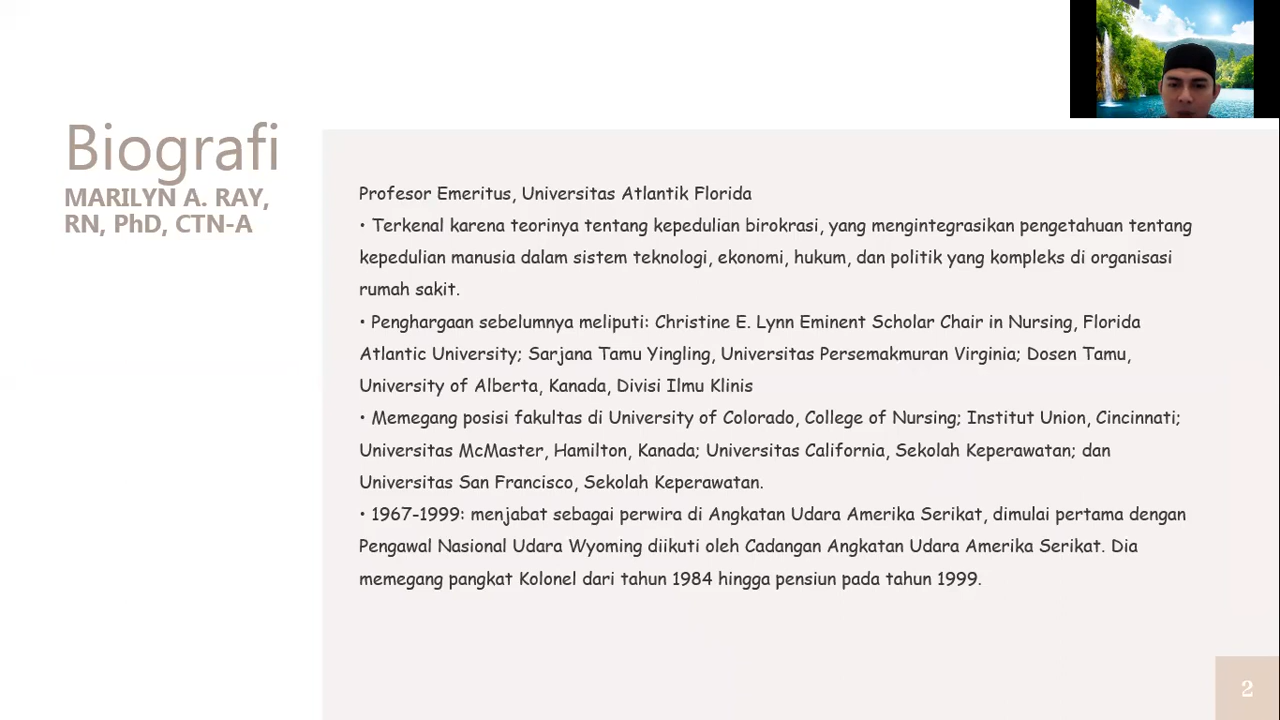 Biografi
MARILYN A. RAY,
RN, PhD, CTN-A
Profesor Emeritus, Universitas Atlantik Florida
• Terkenal karena teorinya tentang kepedulian birokrasi, yang mengintegrasikan pengetahuan tentang
kepedulian manusia dalam sistem teknologi, ekonomi, hukum, dan politik yang kompleks di organisasi
rumah sakit.
• Penghargaan sebelumnya meliputi: Christine E. Lynn Eminent Scholar Chair in Nursing, Florida
Atlantic University; Sarjana Tamu Yingling, Universitas Persemakmuran Virginia; Dosen Tamu,
University of Alberta, Kanada, Divisi Ilmu Klinis
• Memegang posisi fakultas di University of Colorado, College of Nursing; Institut Union, Cincinnati;
Universitas McMaster, Hamilton, Kanada; Universitas California, Sekolah Keperawatan; dan
Universitas San Francisco, Sekolah Keperawatan.
• 1967-1999: menjabat sebagai perwira di Angkatan Udara Amerika Serikat, dimulai pertama dengan
Pengawal Nasional Udara Wyoming diikuti oleh Cadangan Angkatan Udara Amerika Serikat. Dia
memegang pangkat Kolonel dari tahun 1984 hingga pensiun pada tahun 1999.
2